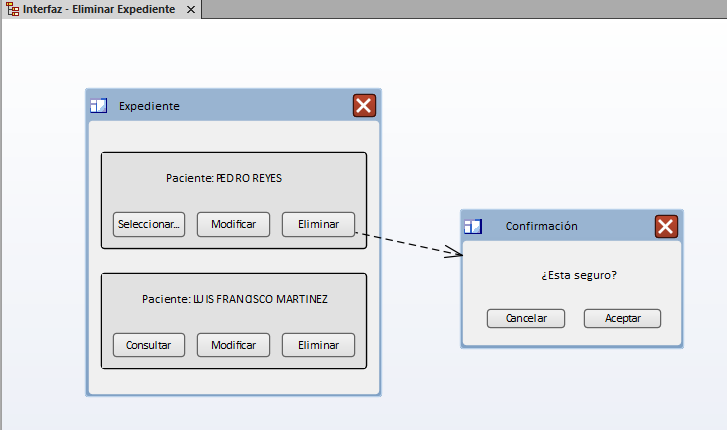 Interfaz - Eliminar Expediente
Expediente
Paciente: PEDRO REYES
Seleccionar... Modificar Eliminar
Paciente: LUIS FRANCISCO MARTINEZ
Consultar Modificar Eliminar
Confirmación
¿Esta seguro?
Cancelar Aceptar